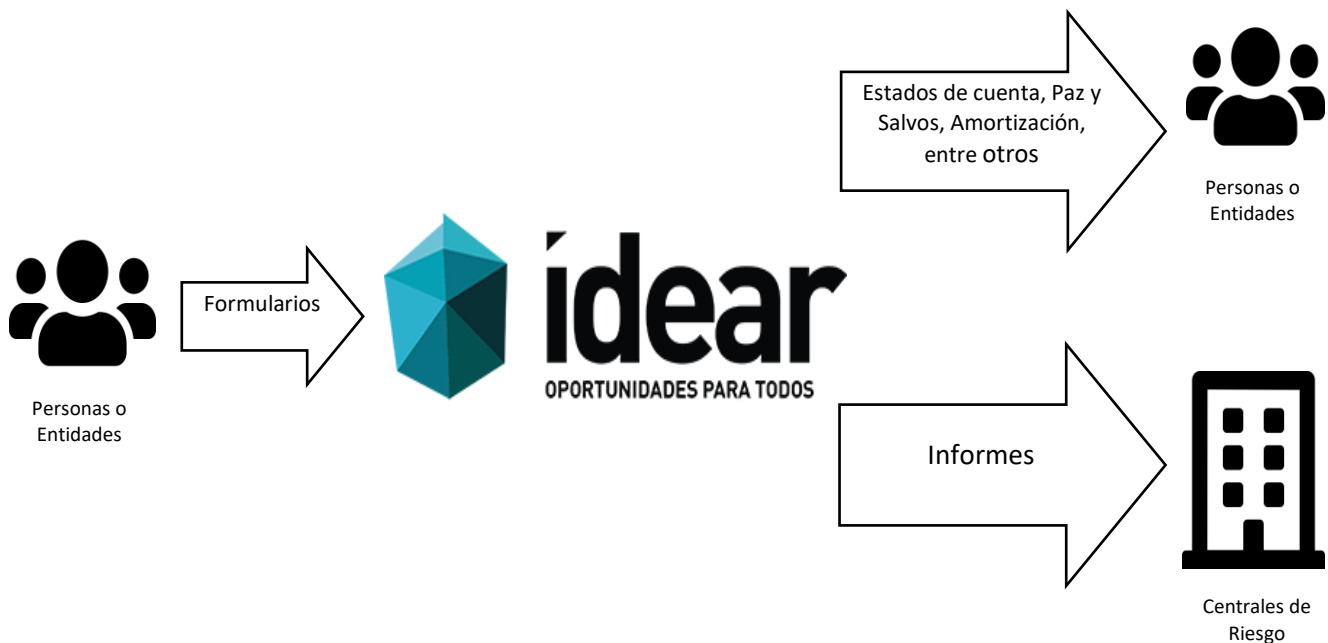 Personas o
Entidades
Formularios
idear
OPORTUNIDADES PARA TODOS
Estados de cuenta, Paz y
Salvos, Amortización,
entre otros
Personas o
Entidades
Informes
Centrales de
Riesgo